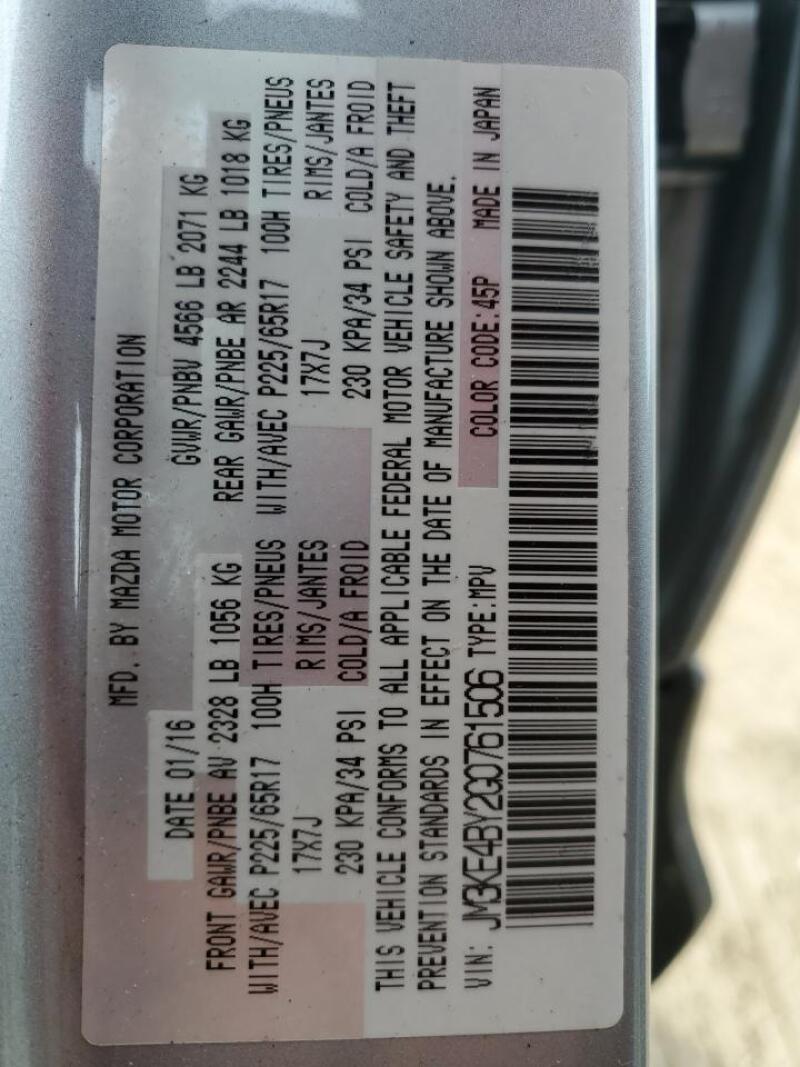 MFD. BY MAZDA MOTOR CORPORATION
DATE 01/16 GVWR/PNBV 4566 LB 2071 KG
FRONT GAWR/PNBE AV 2328 LB 1056 KG REAR GAWR/PNBE AR 2244 LB 1018 KG
WITH/AVEC P225/65R17 100H TIRES/PNEUS WITH/AVEC P225/65R17 100H TIRES/PNEUS
17X7J RIMS/JANTES 17X7J RIMS/JANTES
230 KPA/34 PSI COLD/A FROID 230 KPA/34 PSI COLD/A FROID
THIS VEHICLE CONFORMS TO ALL APPLICABLE FEDERAL MOTOR VEHICLE SAFETY AND THEFT
PREVENTION STANDARDS IN EFFECT ON THE DATE OF MANUFACTURE SHOWN ABOVE.
VIN: JM3KE4BY2G0761506 TYPE:MPV COLOR CODE:45P MADE IN JAPAN